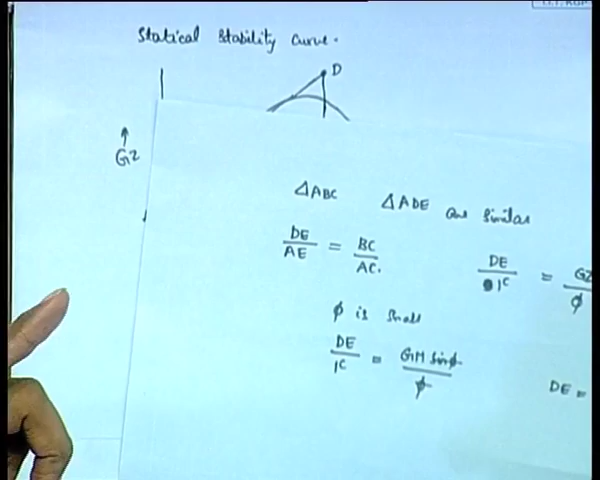 I.I.T. KGP
Statical Stability Curve.
D
GZ
ΔABC ΔADE are similar
DE/AE = BC/AC.
DE/1ᶜ = GZ/ϕ
ϕ is small
DE/1ᶜ = GM sinϕ/ϕ
DE =